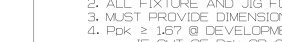 2. ALL FIXTURE AND JIG
3. MUST PROVIDE DIMENSION
4. Ppk ≥ 1.67 @ DEVELOPME